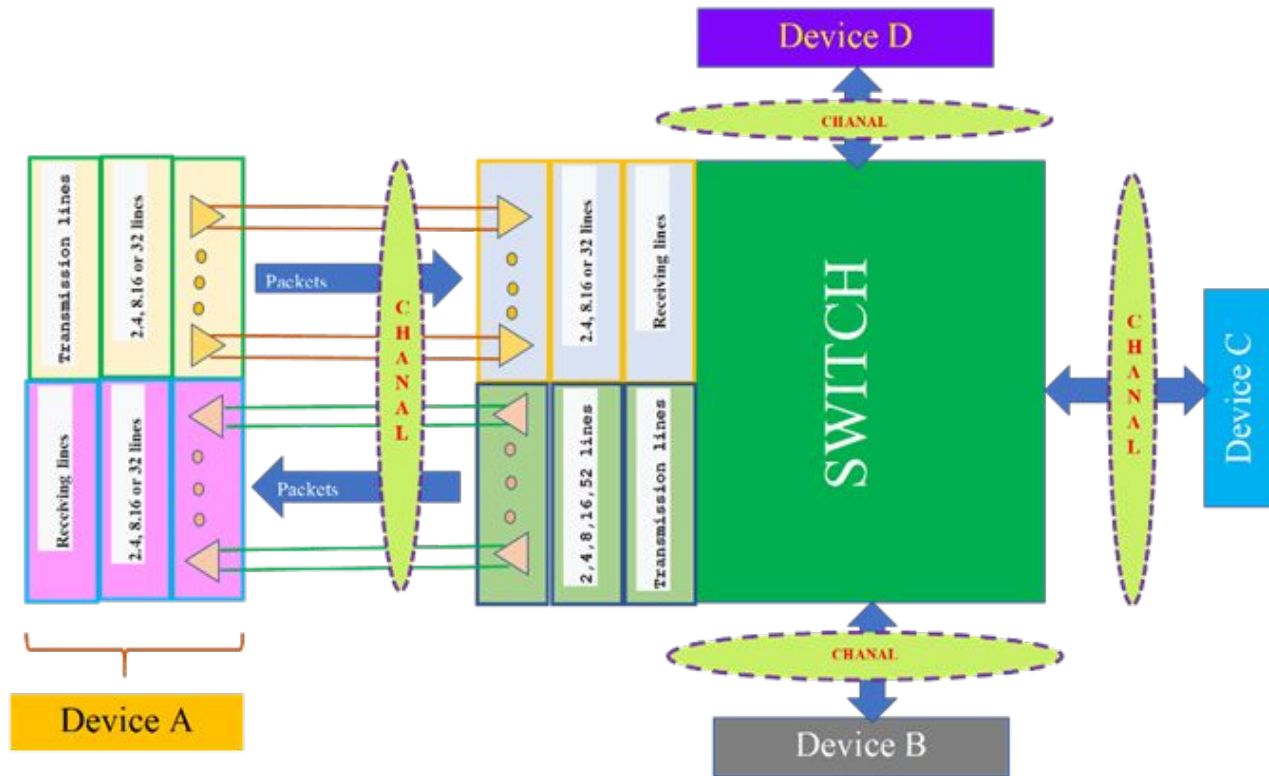 Device D
CHANAL
Transmission lines
2.4, 8.16 or 32 lines
Packets
CHANAL
2.4, 8.16 or 32 lines
Receiving lines
SWITCH
CHANAL
Device C
Receiving lines
2.4, 8.16 or 32 lines
Packets
2,4,8,16,52 lines
Transmission lines
CHANAL
Device A
Device B